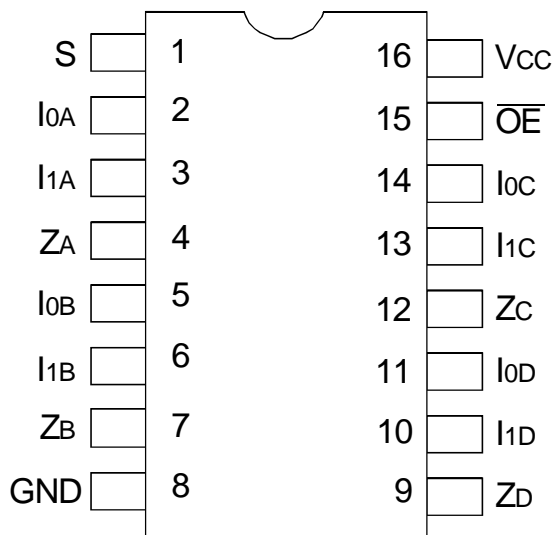 S 1 16 VCC
I0A 2 15 O̅E̅
I1A 3 14 I0C
ZA 4 13 I1C
I0B 5 12 ZC
I1B 6 11 I0D
ZB 7 10 I1D
GND 8 9 ZD